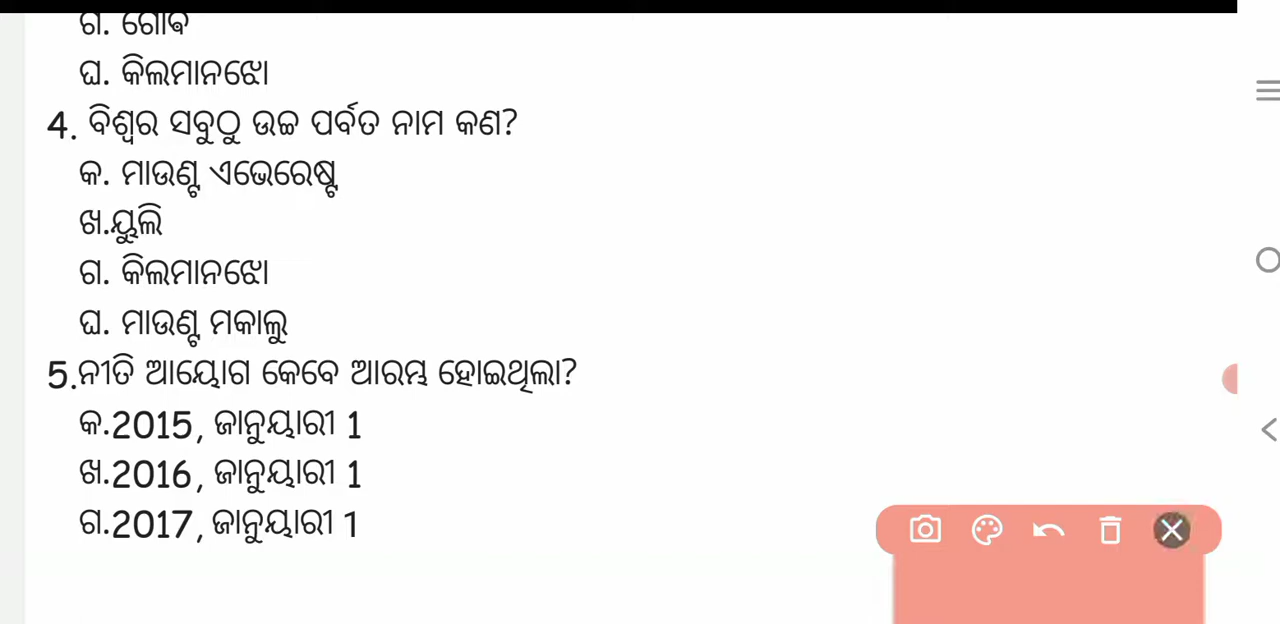 ଗ. ଗୋବି
ଘ. କିଲମାନଝୋ
4. ବିଶ୍ୱର ସବୁଠୁ ଉଚ୍ଚ ପର୍ବତ ନାମ କଣ?
କ. ମାଉଣ୍ଟ ଏଭେରେଷ୍ଟ
ଖ.ୟୁଲି
ଗ. କିଲମାନଝୋ
ଘ. ମାଉଣ୍ଟ ମକାଲୁ
5.ନୀତି ଆୟୋଗ କେବେ ଆରମ୍ଭ ହୋଇଥିଲା?
କ.2015, ଜାନୁୟାରୀ 1
ଖ.2016, ଜାନୁୟାରୀ 1
ଗ.2017, ଜାନୁୟାରୀ 1